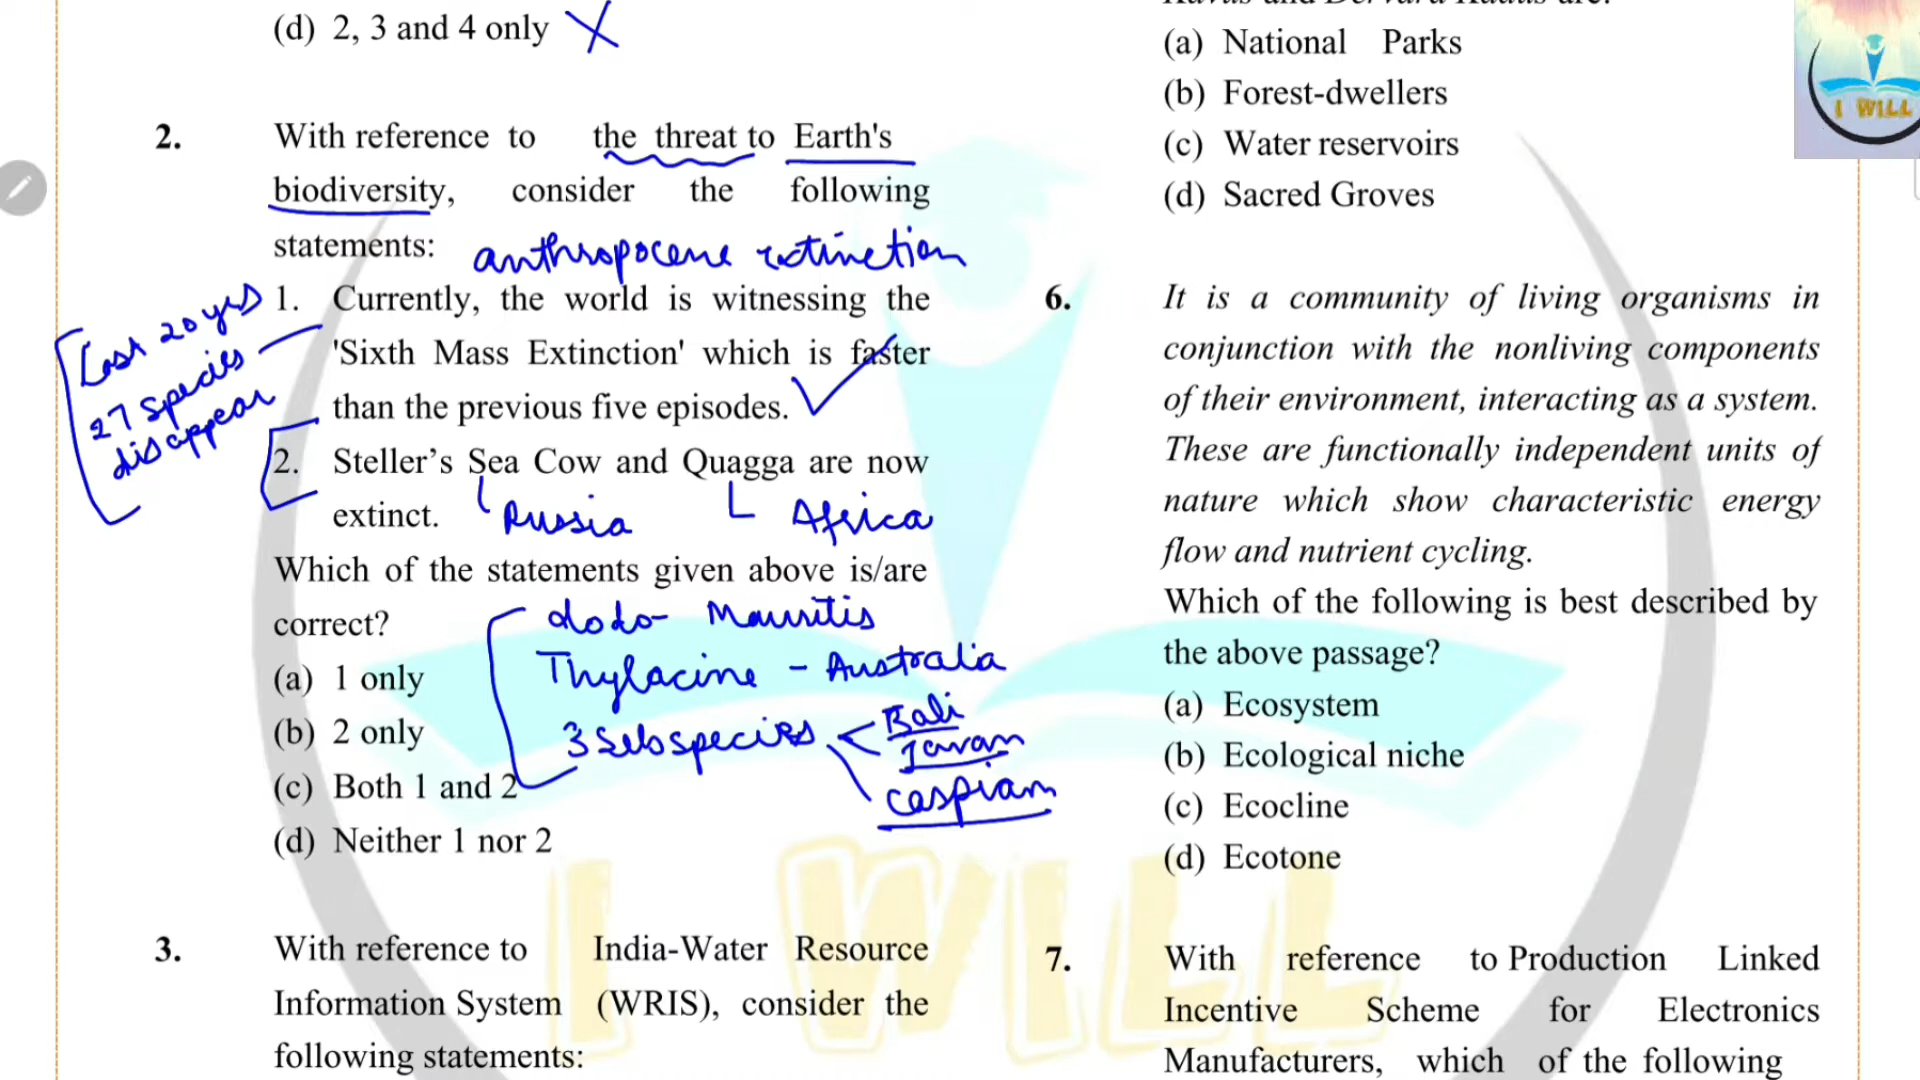 (d) 2, 3 and 4 only
2. With reference to the threat to Earth's
biodiversity, consider the following
statements:
anthropocene extinction
1. Currently, the world is witnessing the
'Sixth Mass Extinction' which is faster
than the previous five episodes.
27 species
disappear
2. Steller's Sea Cow and Quagga are now
extinct.
Russia
Africa
Which of the statements given above is/are
correct?
dodo- Mauritis
Thylacine - Australia
3 subspecies
Bali
Javan
caspian
(a) 1 only
(b) 2 only
(c) Both 1 and 2
(d) Neither 1 nor 2
3. With reference to India-Water Resource
Information System (WRIS), consider the
following statements:
(a) National Parks
(b) Forest-dwellers
(c) Water reservoirs
(d) Sacred Groves
6. It is a community of living organisms in
conjunction with the nonliving components
of their environment, interacting as a system.
These are functionally independent units of
nature which show characteristic energy
flow and nutrient cycling.
Which of the following is best described by
the above passage?
(a) Ecosystem
(b) Ecological niche
(c) Ecocline
(d) Ecotone
7. With reference to Production Linked
Incentive Scheme for Electronics
Manufacturers, which of the following
I WILL
I WILL